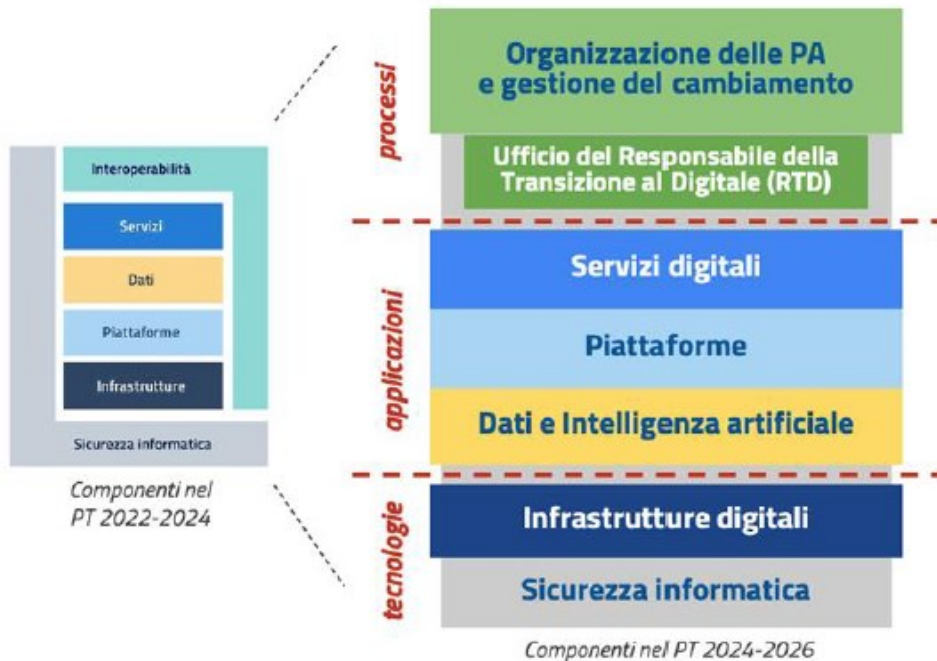 Interoperabilità
Servizi
Dati
Piattaforme
Infrastrutture
Sicurezza informatica
Componenti nel
PT 2022-2024
processi
Organizzazione delle PA
e gestione del cambiamento
Ufficio del Responsabile della
Transizione al Digitale (RTD)
applicazioni
Servizi digitali
Piattaforme
Dati e Intelligenza artificiale
tecnologie
Infrastrutture digitali
Sicurezza informatica
Componenti nel PT 2024-2026